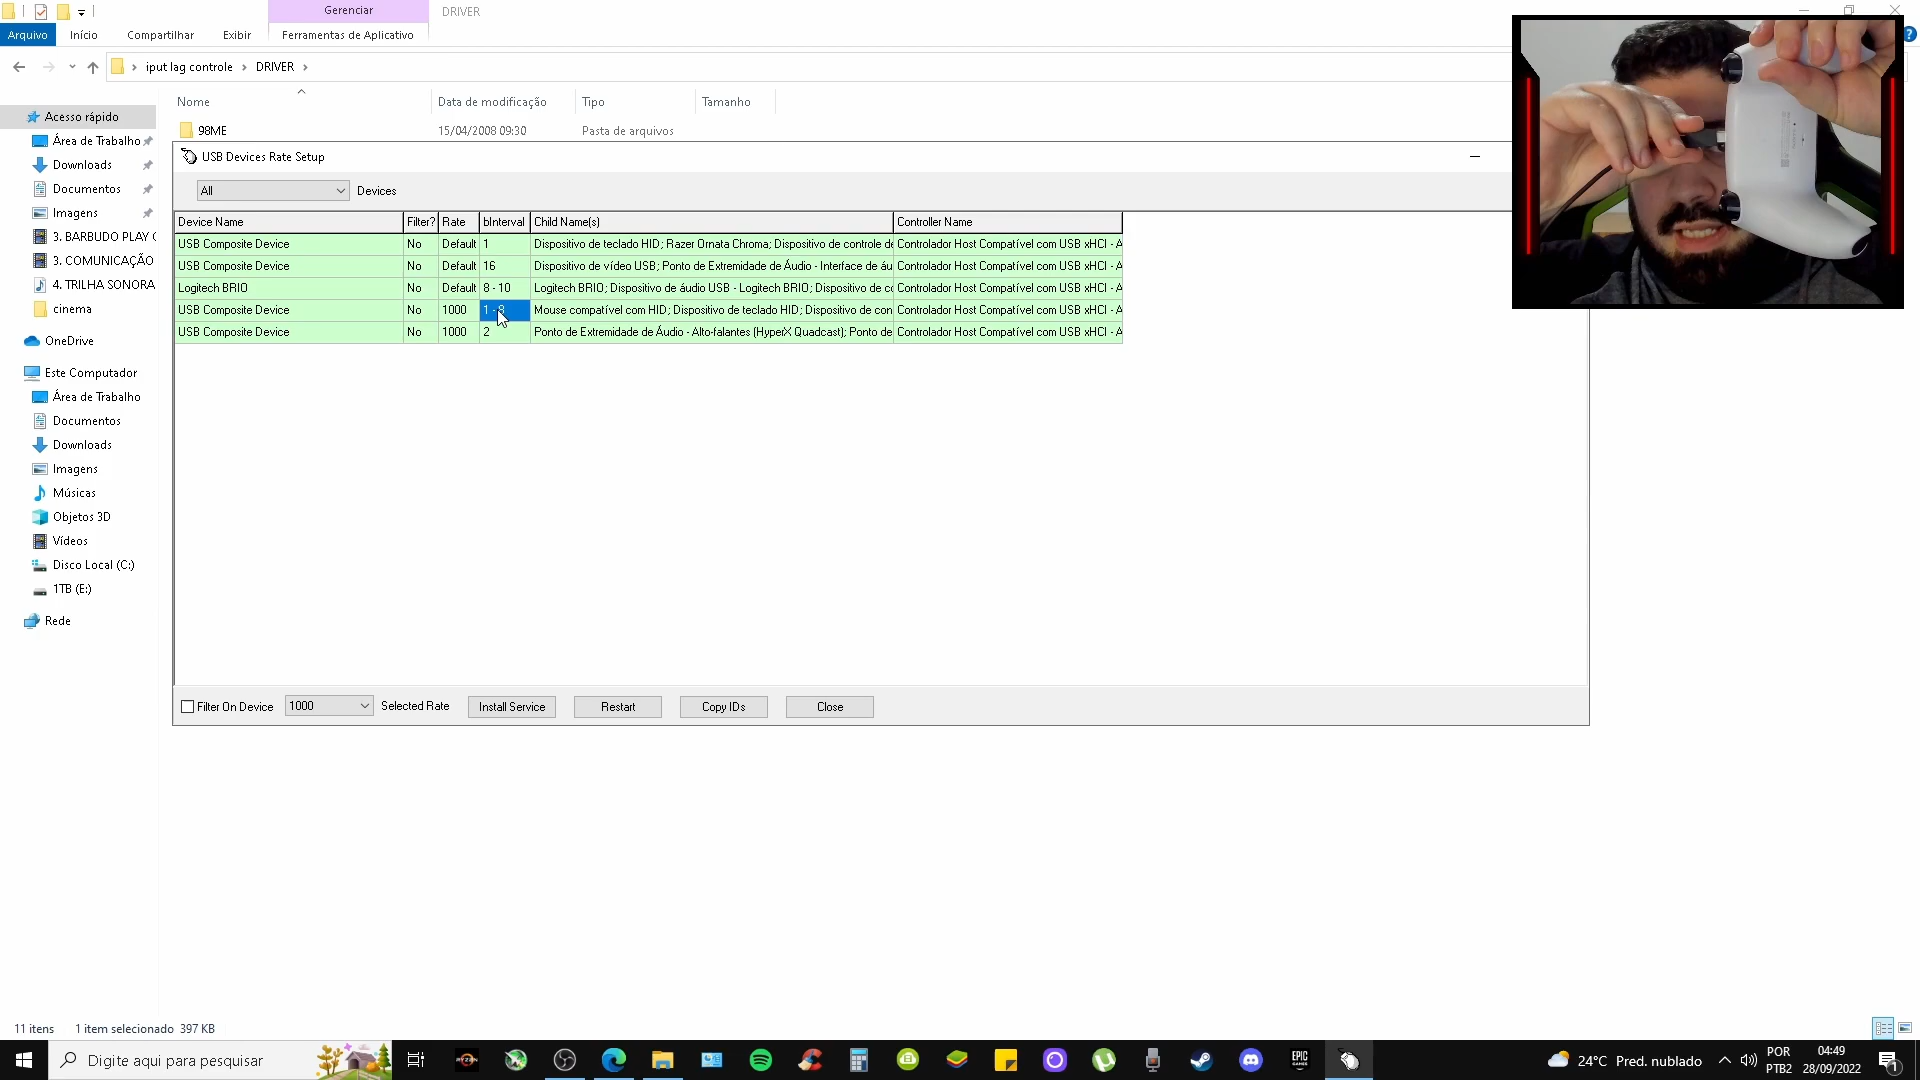 Gerenciar
DRIVER
Arquivo
Início
Compartilhar
Exibir
Ferramentas de Aplicativo
iput lag controle
DRIVER
Nome
Data de modificação
Tipo
Tamanho
Acesso rápido
98ME
15/04/2008 09:30
Pasta de arquivos
Área de Trabalho
Downloads
Documentos
Imagens
3. BARBUDO PLAY
3. COMUNICAÇÃO
4. TRILHA SONORA
cinema
OneDrive
Este Computador
Área de Trabalho
Documentos
Downloads
Imagens
Músicas
Objetos 3D
Vídeos
Disco Local (C:)
1TB (E:)
Rede
USB Devices Rate Setup
All
Devices
Device Name Filter? Rate bInterval Child Name(s) Controller Name
USB Composite Device No Default 1 Dispositivo de teclado HID; Razer Ornata Chroma; Dispositivo de controle de Controlador Host Compatível com USB xHCI - A
USB Composite Device No Default 16 Dispositivo de vídeo USB; Ponto de Extremidade de Áudio - Interface de áu Controlador Host Compatível com USB xHCI - A
Logitech BRIO No Default 8 - 10 Logitech BRIO; Dispositivo de áudio USB - Logitech BRIO; Dispositivo de co Controlador Host Compatível com USB xHCI - A
USB Composite Device No 1000 1 - Mouse compatível com HID; Dispositivo de teclado HID; Dispositivo de con Controlador Host Compatível com USB xHCI - A
USB Composite Device No 1000 2 Ponto de Extremidade de Áudio - Alto-falantes (HyperX Quadcast); Ponto de Controlador Host Compatível com USB xHCI - A
Filter On Device
1000
Selected Rate
Install Service
Restart
Copy IDs
Close
11 itens
1 item selecionado 397 KB
Digite aqui para pesquisar
RYZEN
EPIC GAMES
24°C Pred. nublado
POR
PTB2
04:49
28/09/2022
1